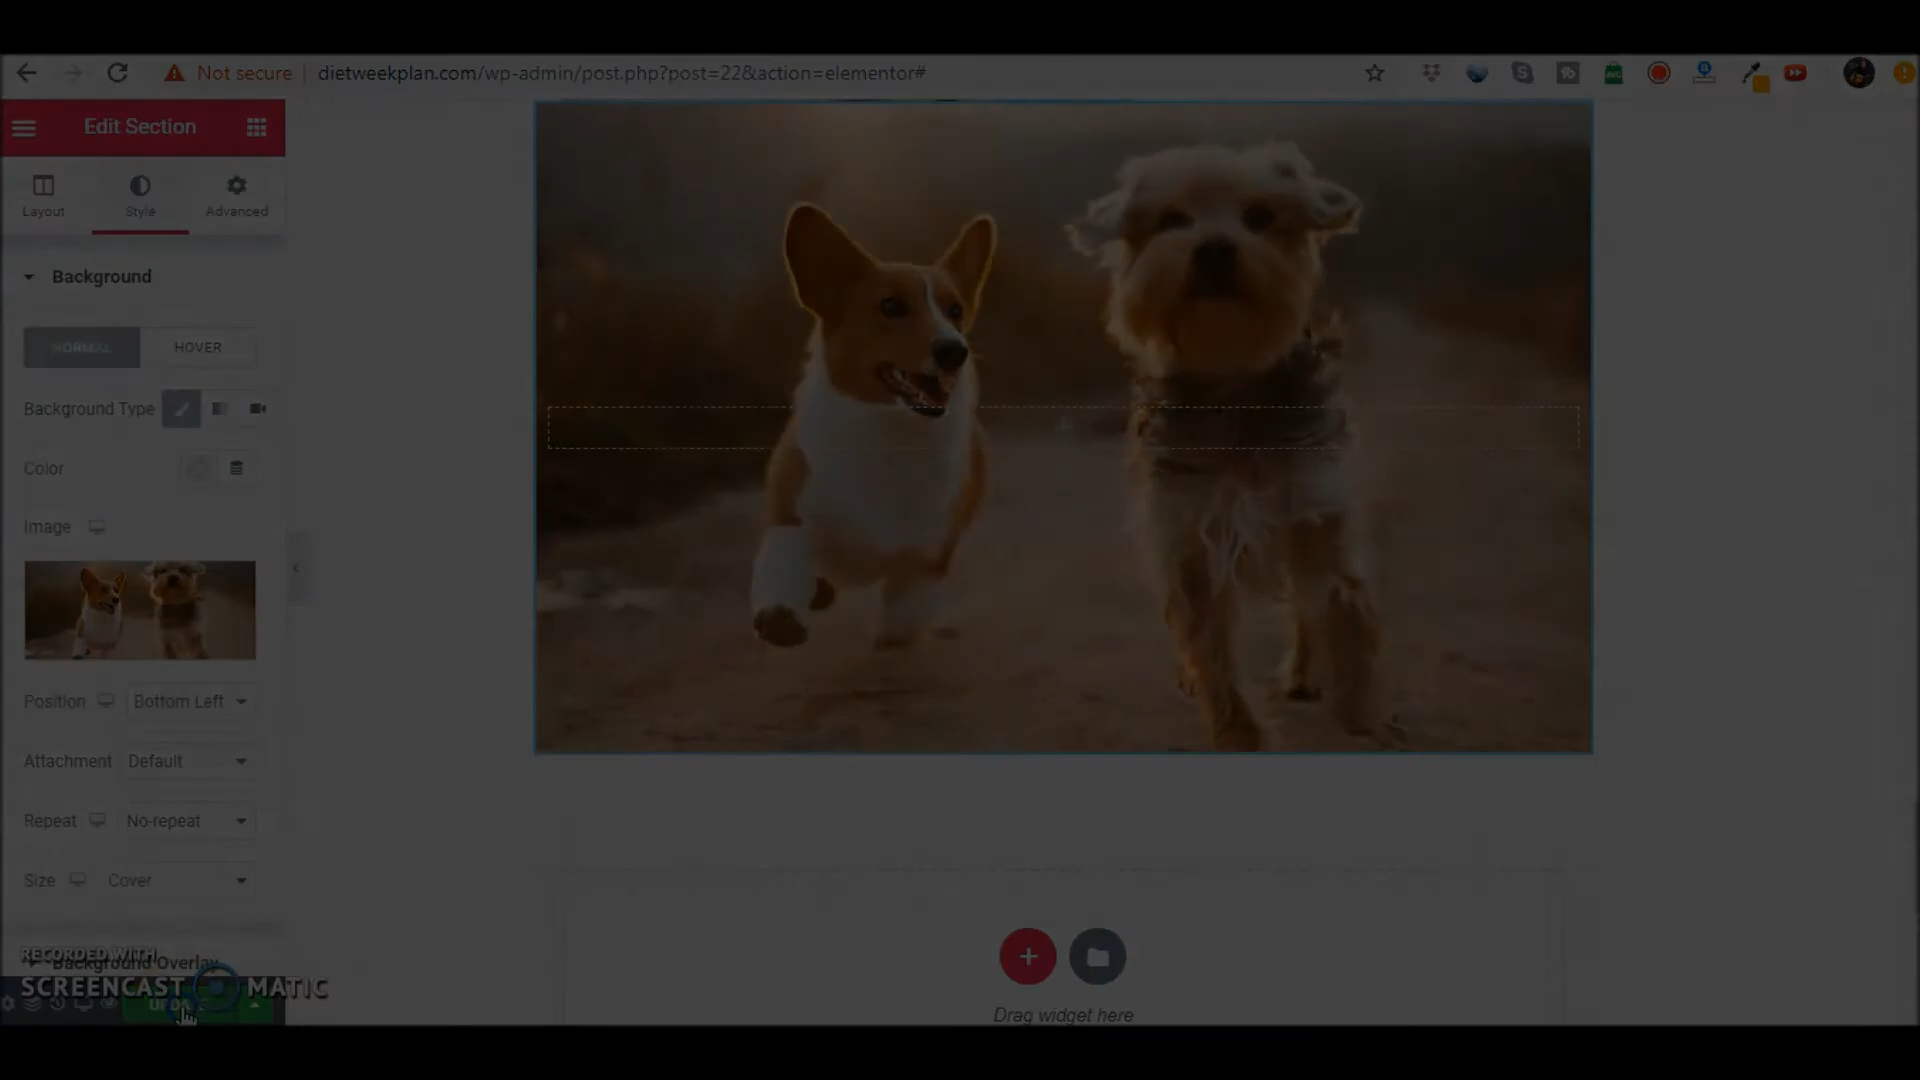 Not secure
dietweekplan.com/wp-admin/post.php?post=22&action=elementor#
Edit Section
Layout
Style
Advanced
Background
NORMAL
HOVER
Background Type
Color
Image
Position
Bottom Left
Attachment
Default
Repeat
No-repeat
Size
Cover
RECORDED WITH
Background Overlay
SCREENCAST MATIC
Drag widget here